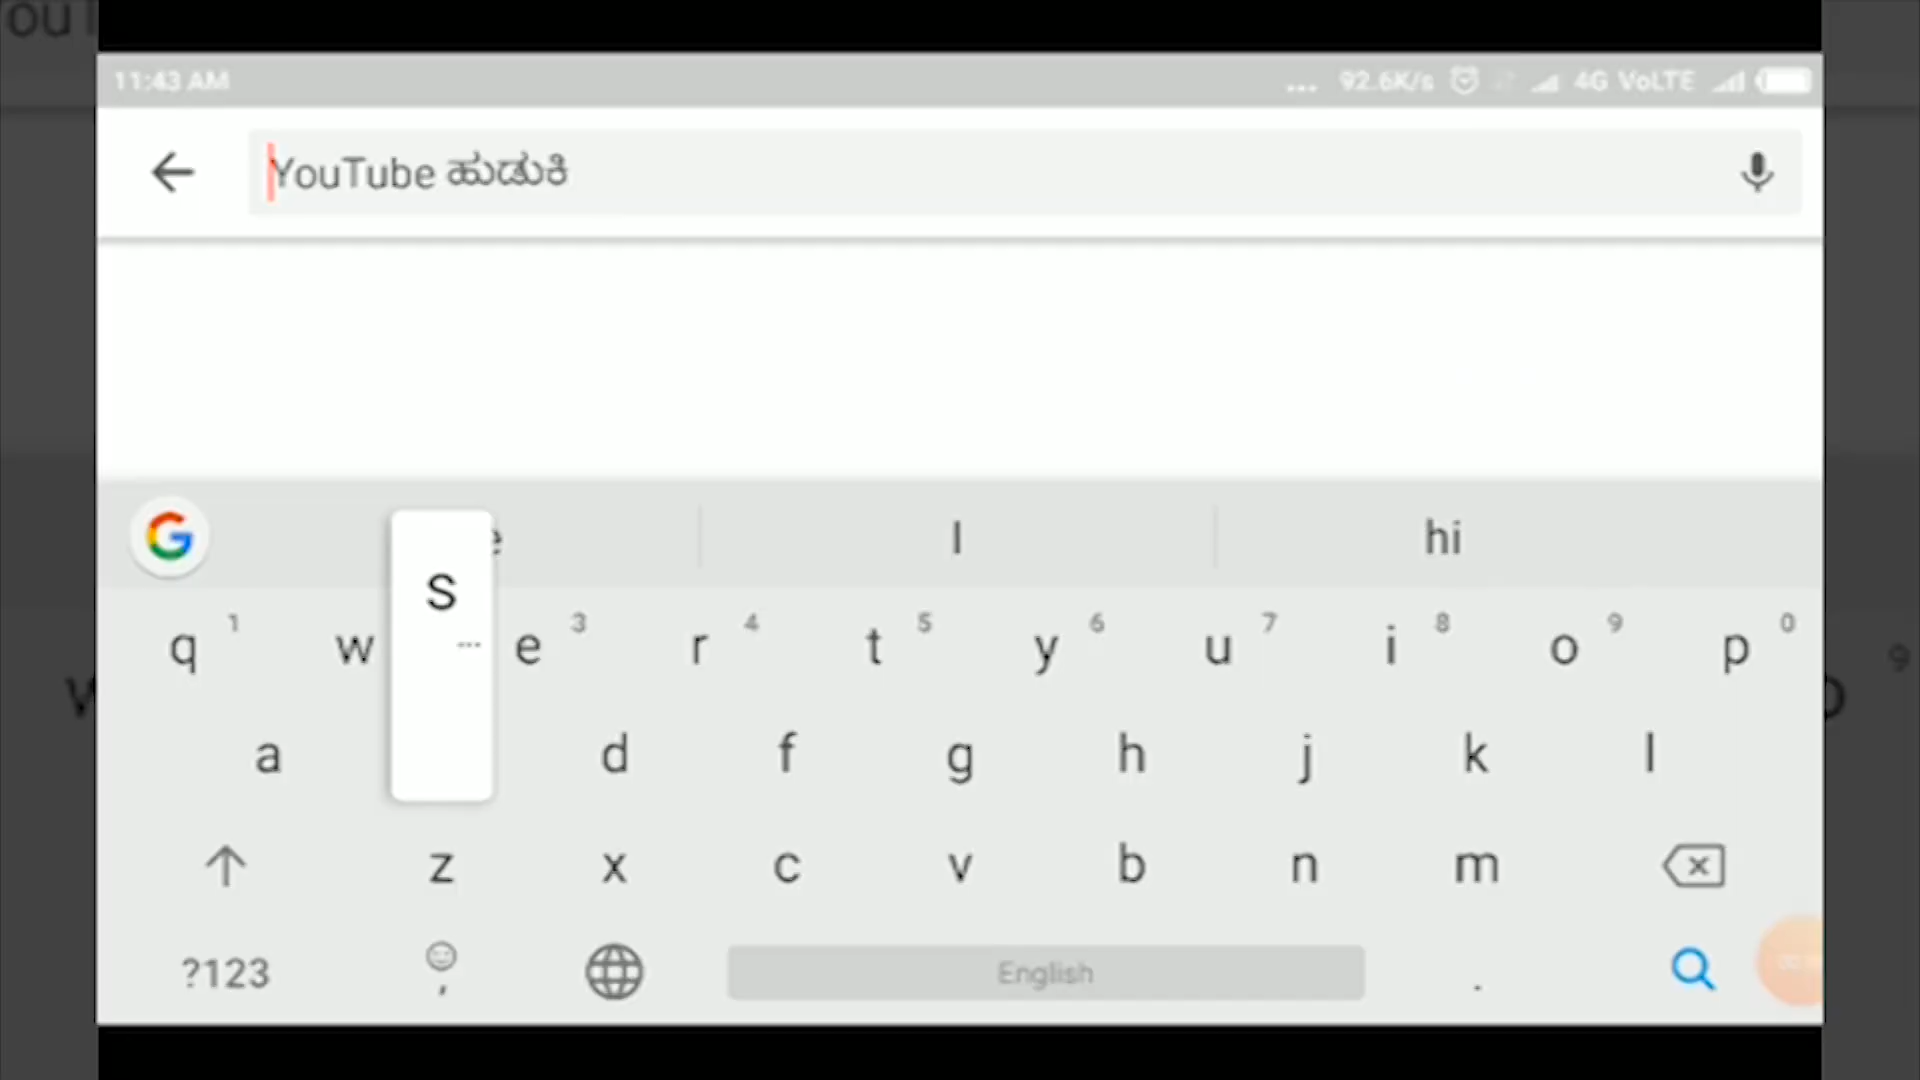 11:43 AM ... 92.6K/s 4G VoLTE
YouTube ಹುಡುಕಿ
I hi
S
...
q 1 w e 3 r 4 t 5 y 6 u 7 i 8 o 9 p 0
a d f g h j k l
z x c v b n m
?123 , English .